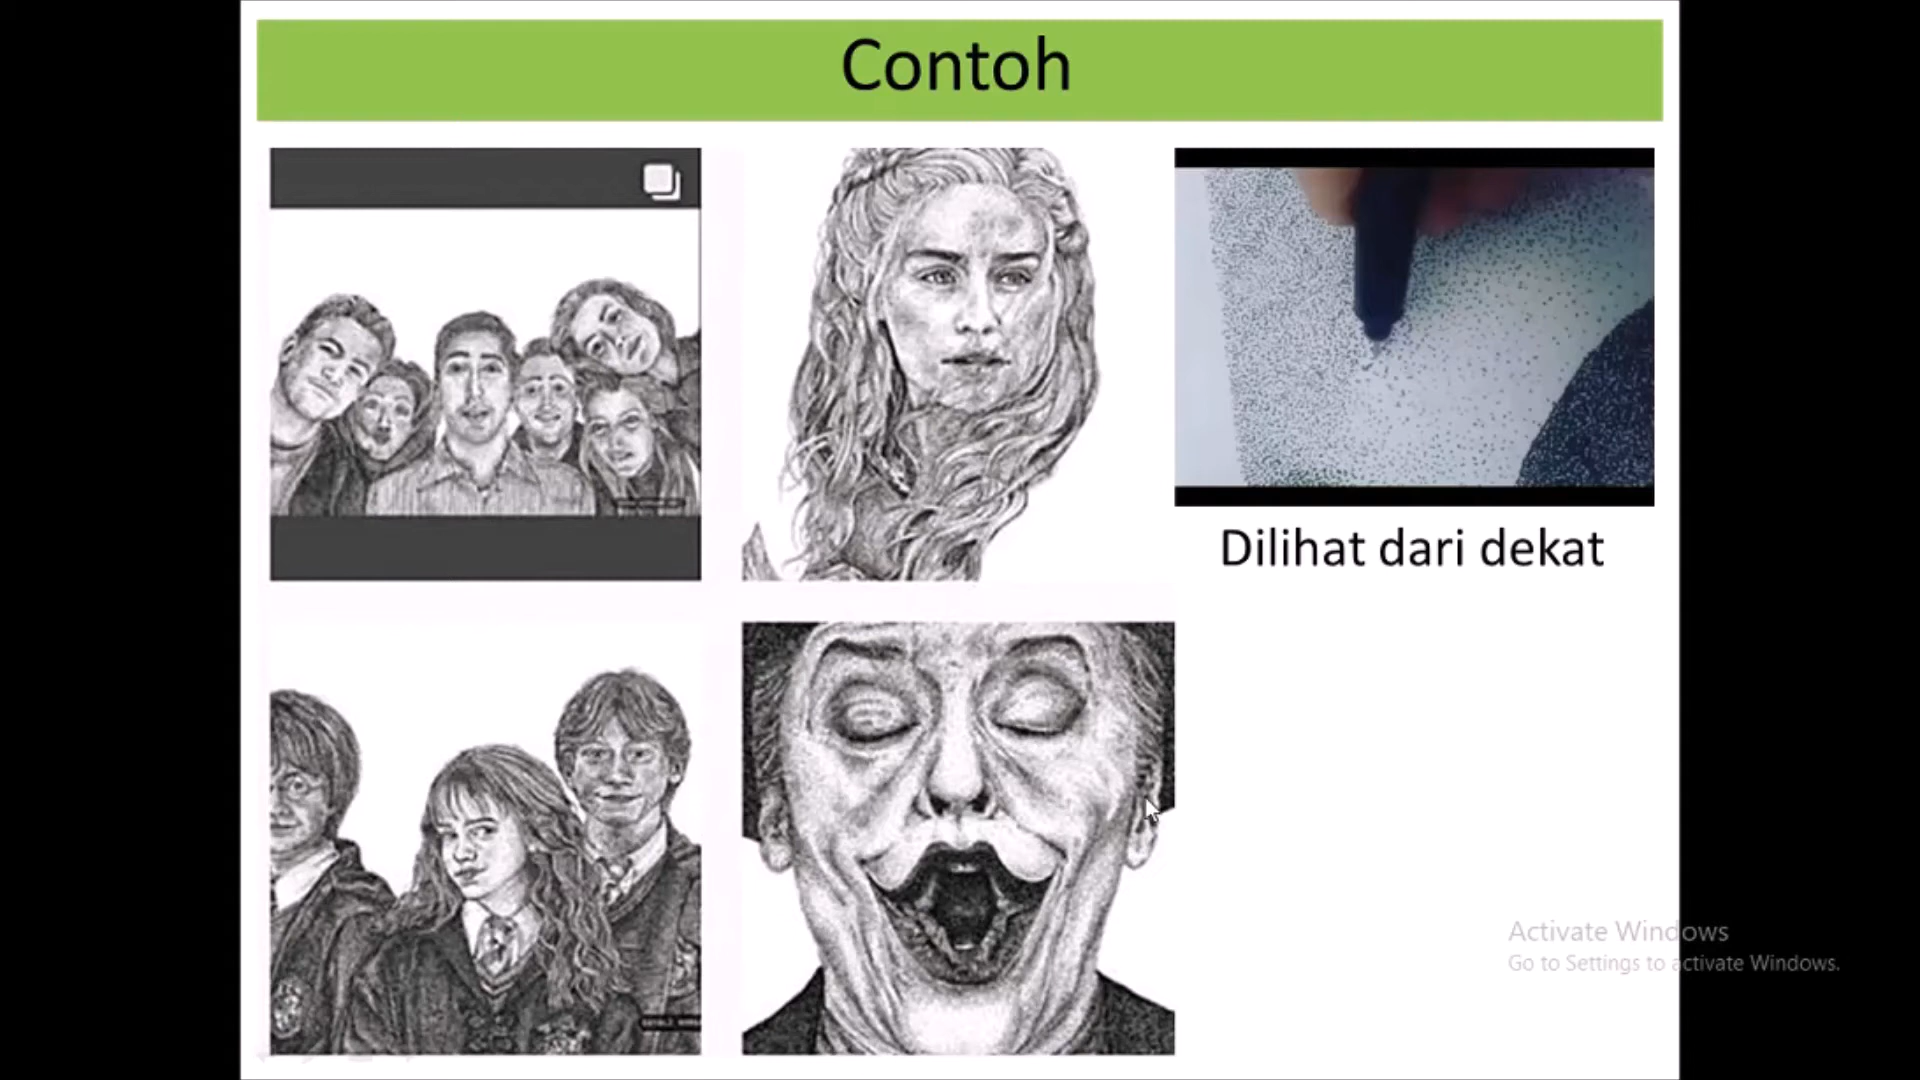 Contoh
Dilihat dari dekat
Activate Windows
Go to Settings to activate Windows.